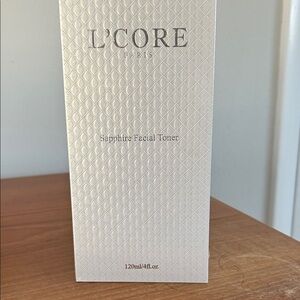 L'CORE
PARIS
Sapphire Facial Toner
120ml/4fl.oz